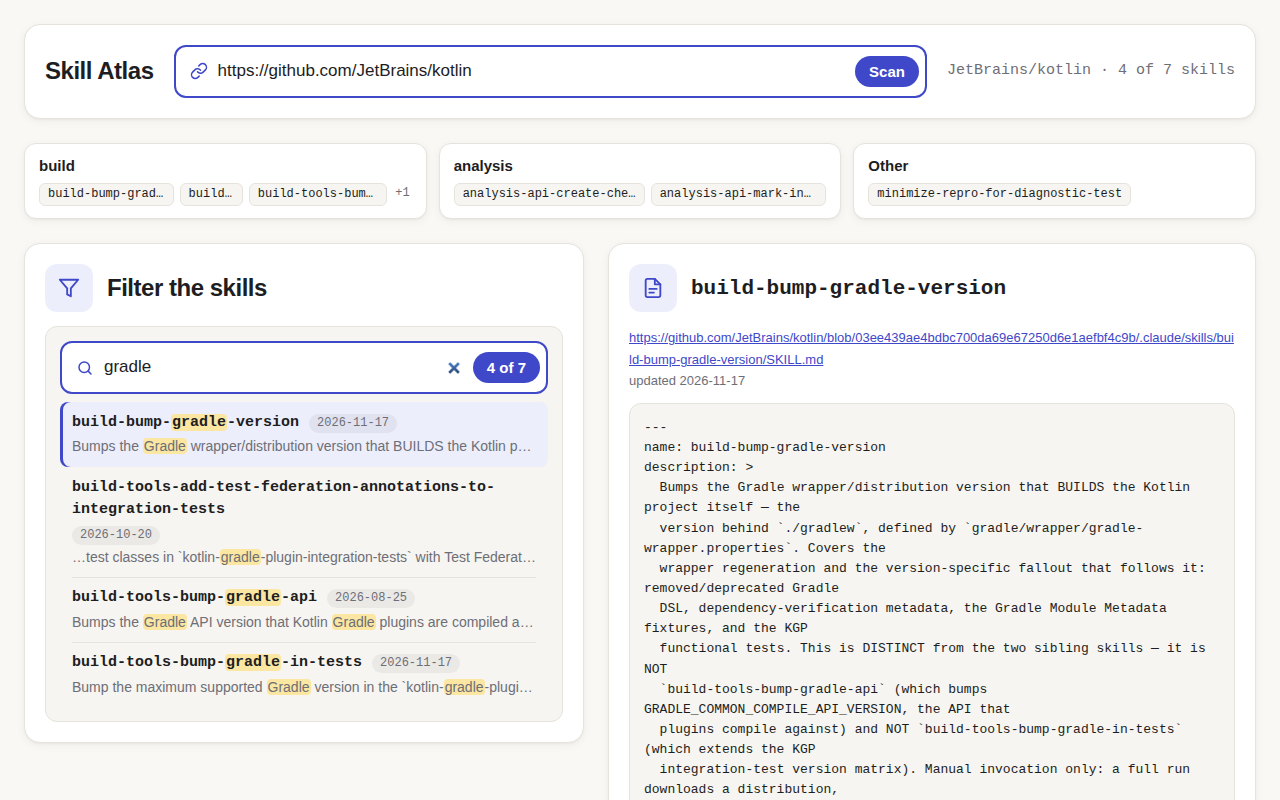 Skill Atlas
https://github.com/JetBrains/kotlin
Scan
JetBrains/kotlin · 4 of 7 skills
build
build-bump-grad…
build…
build-tools-bum…
+1
analysis
analysis-api-create-che…
analysis-api-mark-in…
Other
minimize-repro-for-diagnostic-test
Filter the skills
gradle
4 of 7
build-bump-gradle-version 2026-11-17
Bumps the Gradle wrapper/distribution version that BUILDS the Kotlin p…
build-tools-add-test-federation-annotations-to-
integration-tests
2026-10-20
…test classes in `kotlin-gradle-plugin-integration-tests` with Test Federat…
build-tools-bump-gradle-api 2026-08-25
Bumps the Gradle API version that Kotlin Gradle plugins are compiled a…
build-tools-bump-gradle-in-tests 2026-11-17
Bump the maximum supported Gradle version in the `kotlin-gradle-plugi…
build-bump-gradle-version
https://github.com/JetBrains/kotlin/blob/03ee439ae4bdbc700da69e67250d6e1aefbf4c9b/.claude/skills/bui
ld-bump-gradle-version/SKILL.md
updated 2026-11-17
---
name: build-bump-gradle-version
description: >
  Bumps the Gradle wrapper/distribution version that BUILDS the Kotlin
project itself — the
  version behind `./gradlew`, defined by `gradle/wrapper/gradle-
wrapper.properties`. Covers the
  wrapper regeneration and the version-specific fallout that follows it:
removed/deprecated Gradle
  DSL, dependency-verification metadata, the Gradle Module Metadata
fixtures, and the KGP
  functional tests. This is DISTINCT from the two sibling skills — it is
NOT
  `build-tools-bump-gradle-api` (which bumps
GRADLE_COMMON_COMPILE_API_VERSION, the API that
  plugins compile against) and NOT `build-tools-bump-gradle-in-tests`
(which extends the KGP
  integration-test version matrix). Manual invocation only: a full run
downloads a distribution,